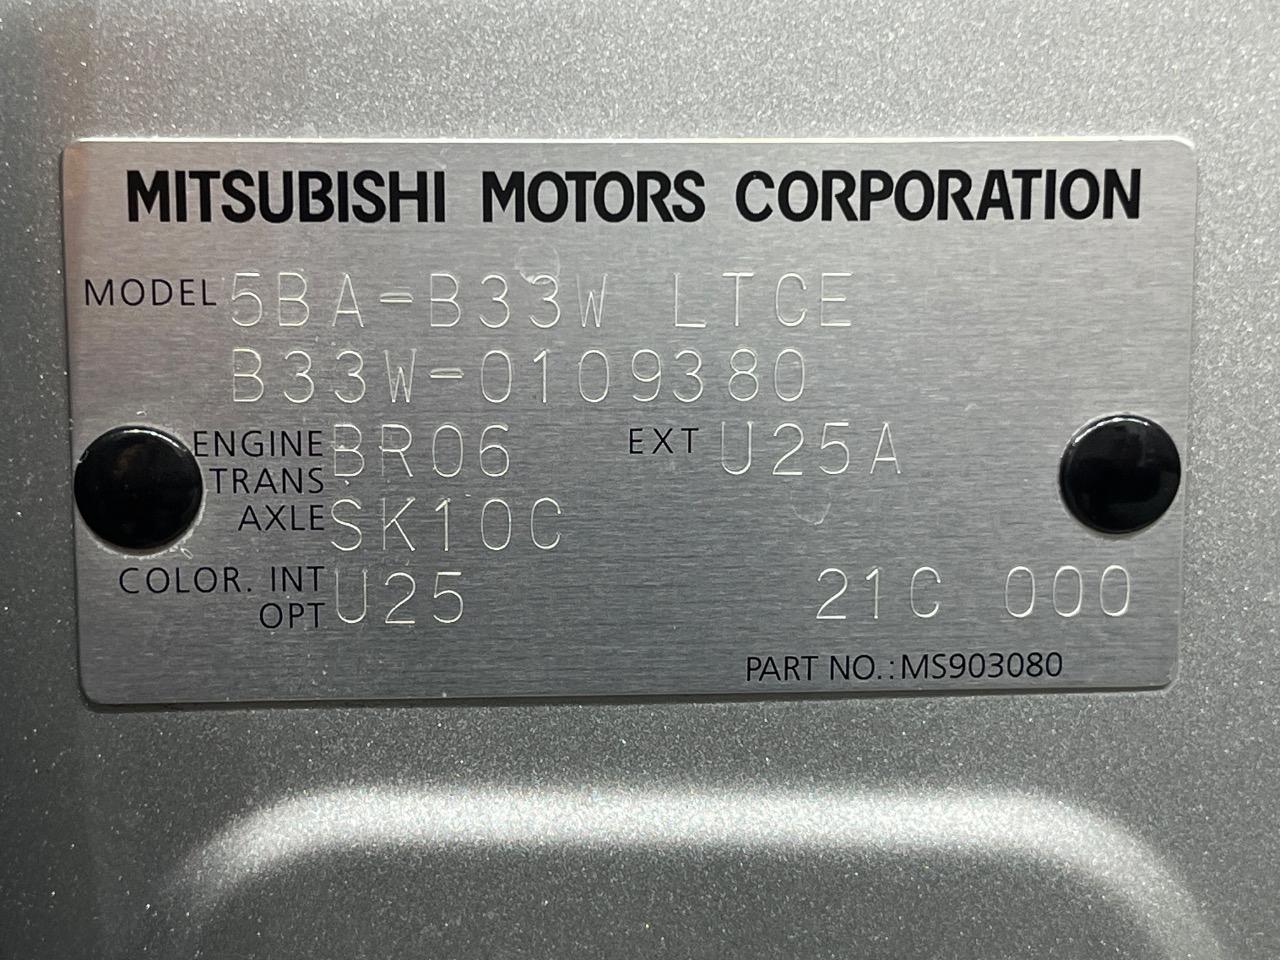 MITSUBISHI MOTORS CORPORATION
MODEL 5BA-B33W LTCE
B33W-0109380
ENGINE BR06 EXT U25A
TRANS
AXLE SK10C
COLOR. INT U25 21C 000
OPT
PART NO.:MS903080